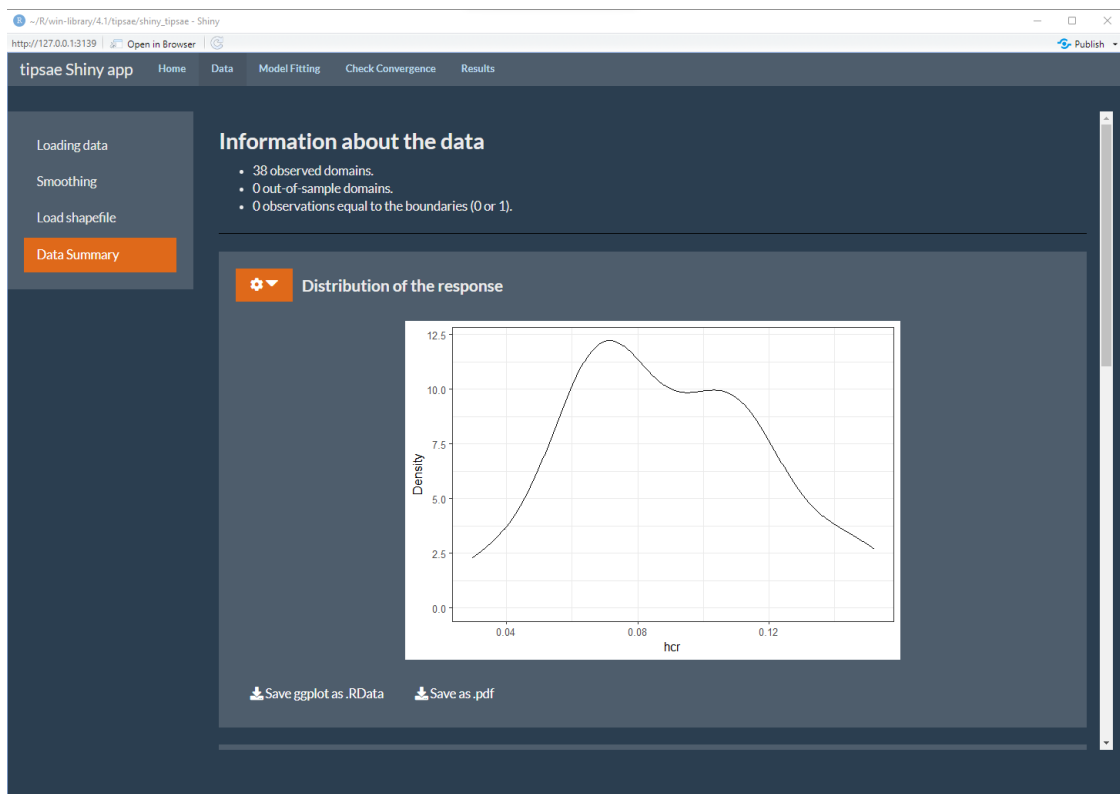 ~/R/win-library/4.1/tipsae/shiny_tipsae - Shiny
http://127.0.0.1:3139 Open in Browser Publish
tipsae Shiny app Home Data Model Fitting Check Convergence Results
Loading data
Smoothing
Load shapefile
Data Summary
Information about the data
• 38 observed domains.
• 0 out-of-sample domains.
• 0 observations equal to the boundaries (0 or 1).
Distribution of the response
12.5
10.0
7.5
5.0
2.5
0.0
Density
0.04 0.08 0.12
hcr
Save ggplot as .RData Save as .pdf